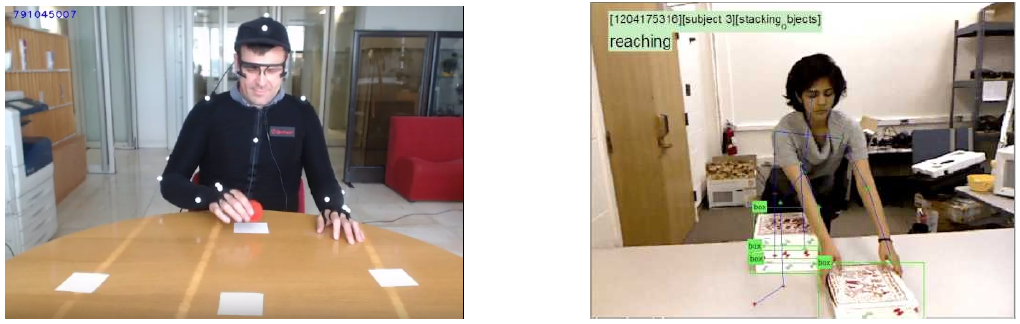 791045007
[1204175316][subject 3][stacking_objects]
reaching
box
box
box
box